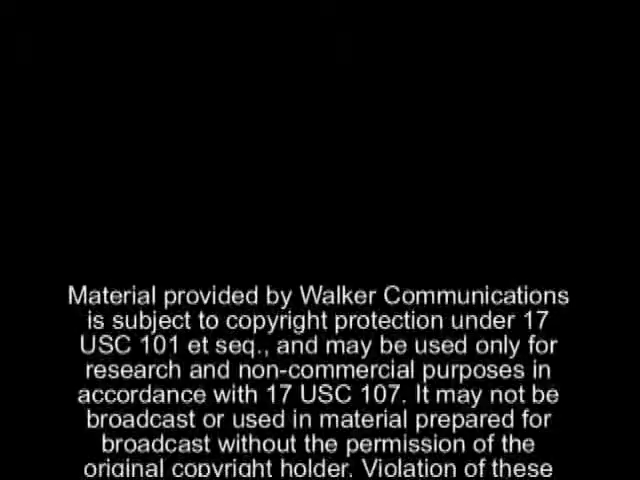 Material provided by Walker Communications
is subject to copyright protection under 17
USC 101 et seq., and may be used only for
research and non-commercial purposes in
accordance with 17 USC 107. It may not be
broadcast or used in material prepared for
broadcast without the permission of the
original copyright holder. Violation of these